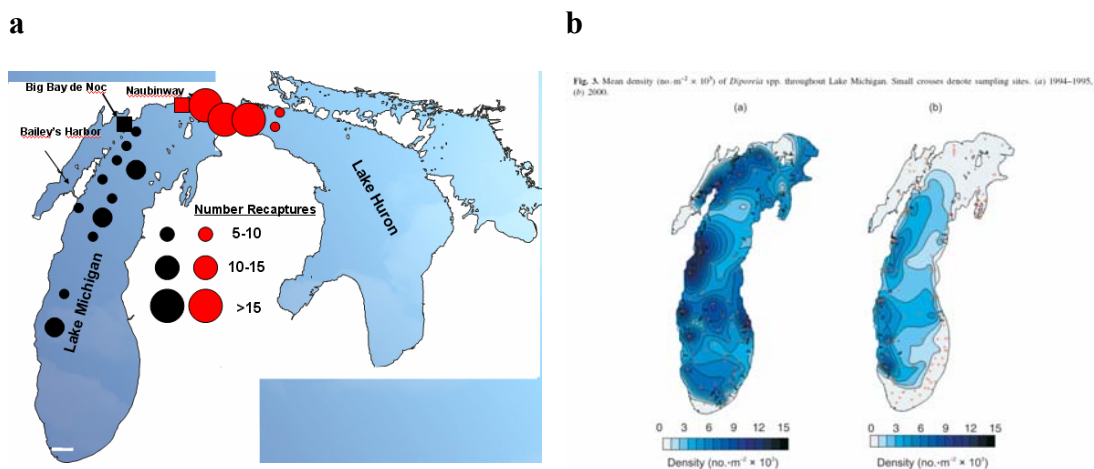 a
b
Big Bay de Noc
Naubinway
Bailey's Harbor
Number Recaptures
5-10
10-15
>15
Lake Michigan
Lake Huron
Fig. 3. Mean density (no.·m⁻² × 10³) of Diporeia spp. throughout Lake Michigan. Small crosses denote sampling sites. (a) 1994–1995,
(b) 2000.
(a)
(b)
0 3 6 9 12 15
Density (no.·m⁻² × 10³)
0 3 6 9 12 15
Density (no.·m⁻² × 10³)